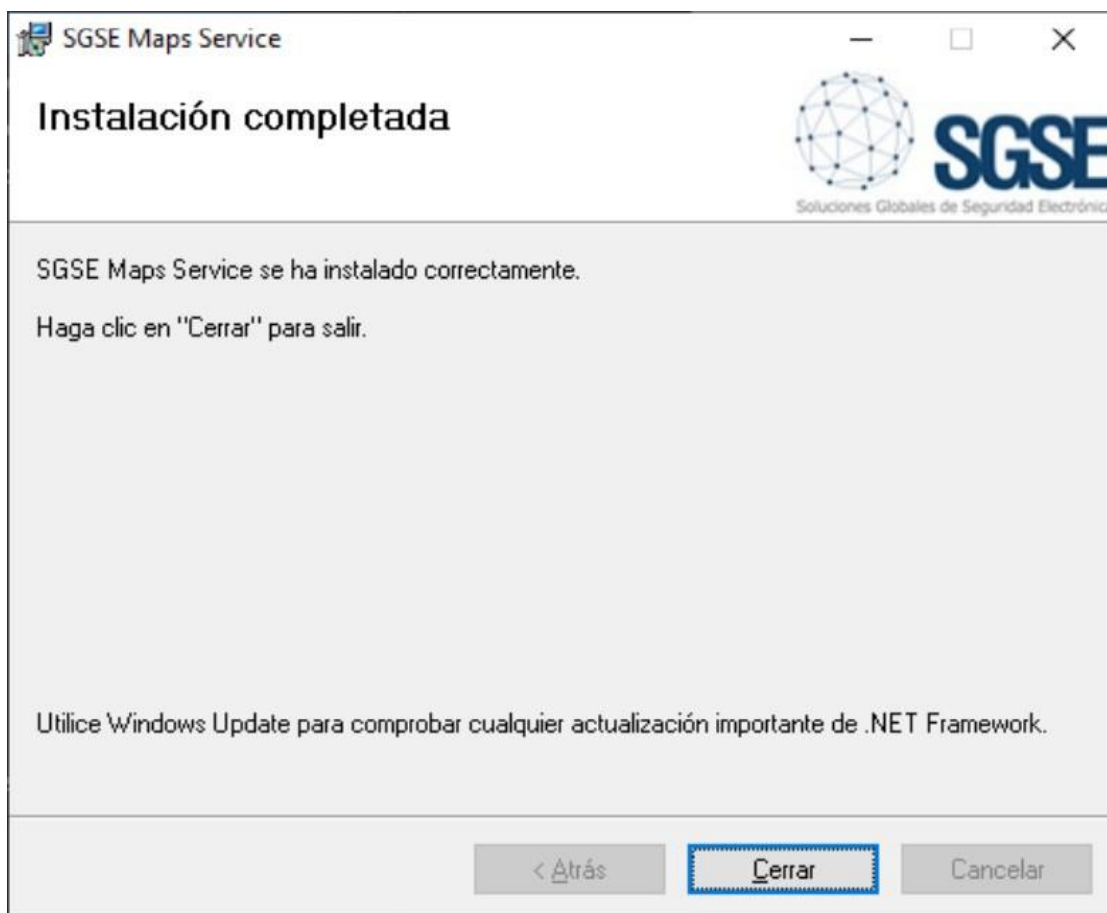 SGSE Maps Service
Instalación completada
SGSE
Soluciones Globales de Seguridad Electrónica
SGSE Maps Service se ha instalado correctamente.
Haga clic en "Cerrar" para salir.
Utilice Windows Update para comprobar cualquier actualización importante de .NET Framework.
< Atrás
Cerrar
Cancelar